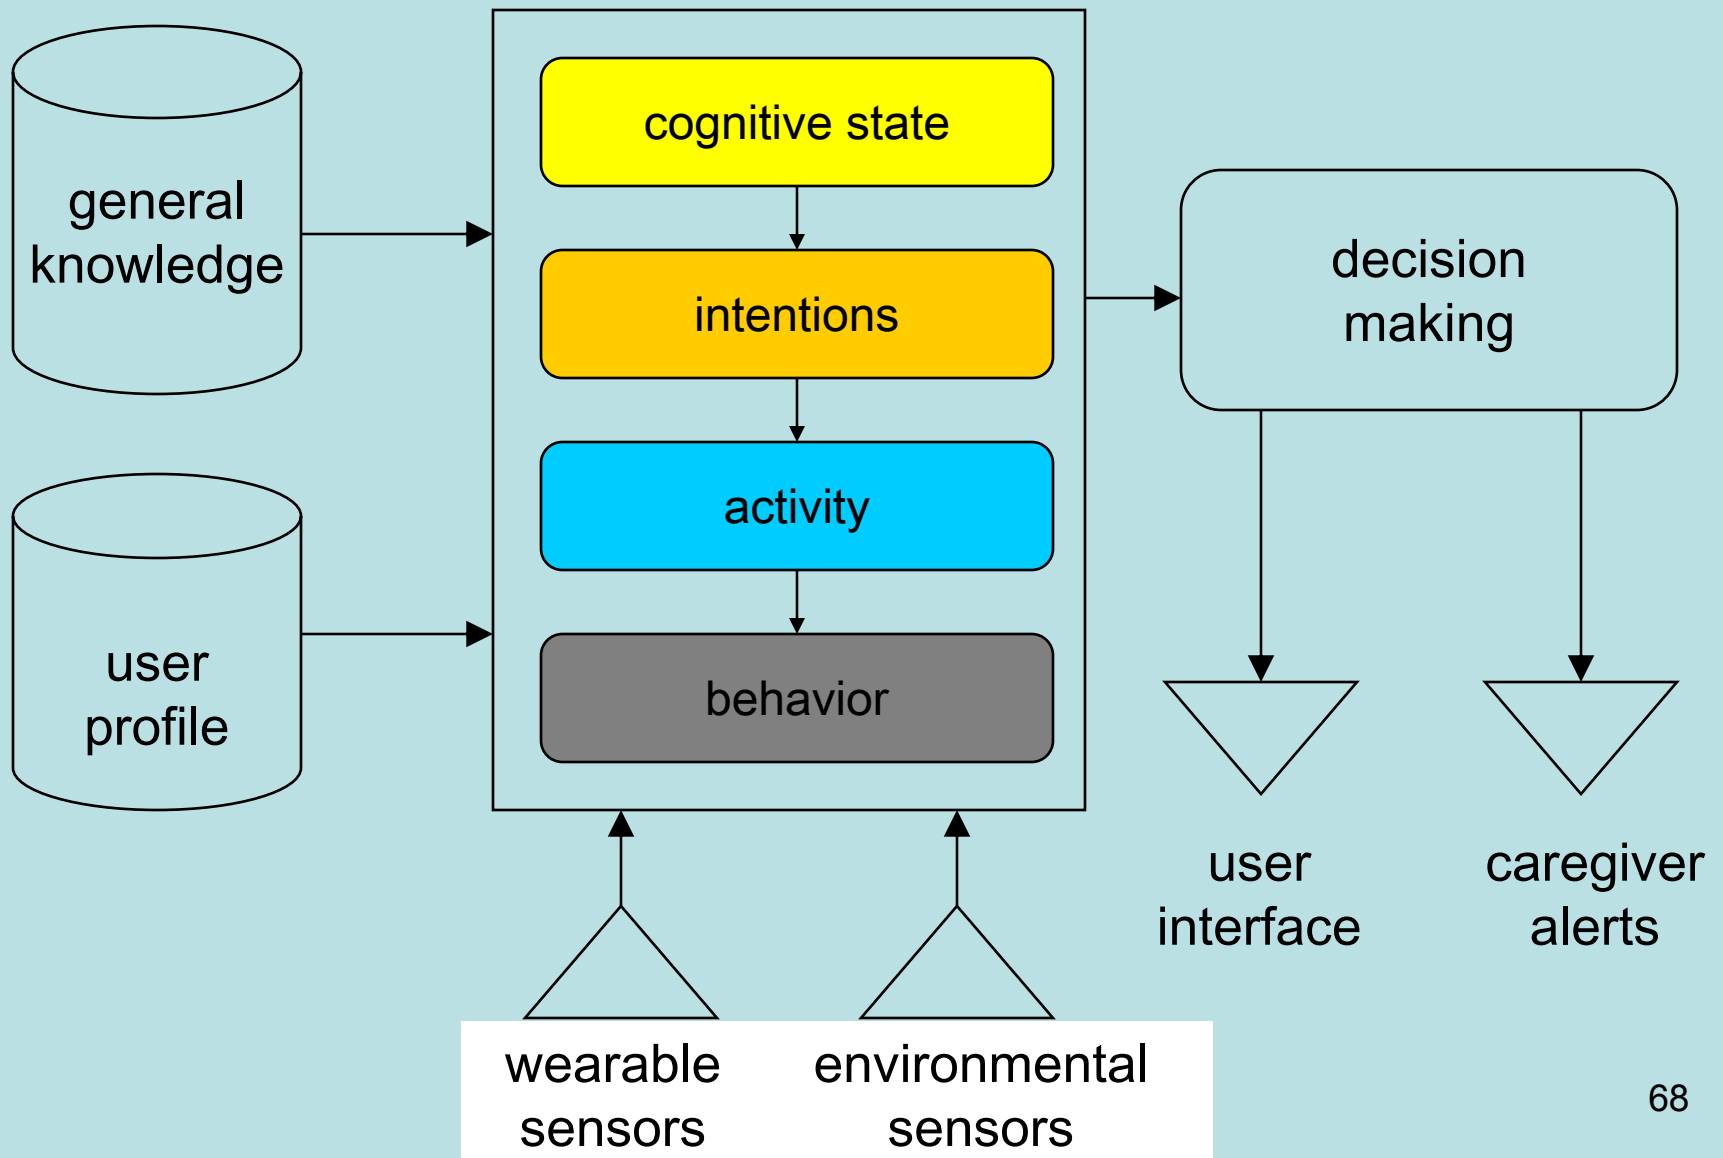 general
knowledge
user
profile
cognitive state
intentions
activity
behavior
decision
making
user
interface
caregiver
alerts
wearable
sensors
environmental
sensors
68